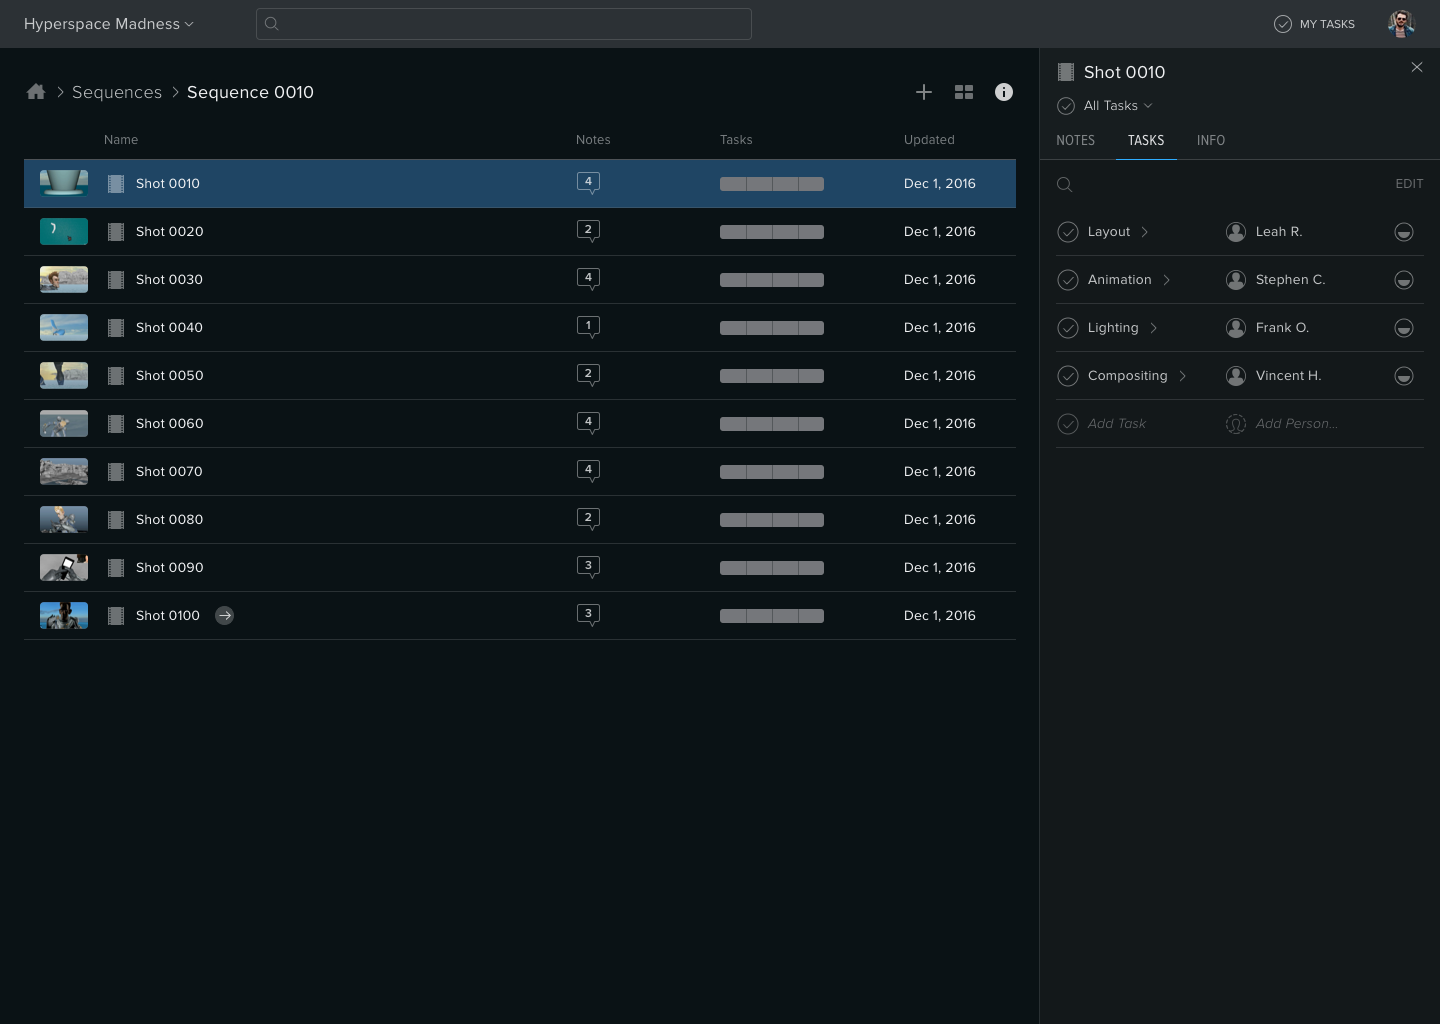 Hyperspace Madness
MY TASKS
Sequences
Sequence 0010
Name Notes Tasks Updated
Shot 0010 4 Dec 1, 2016
Shot 0020 2 Dec 1, 2016
Shot 0030 4 Dec 1, 2016
Shot 0040 1 Dec 1, 2016
Shot 0050 2 Dec 1, 2016
Shot 0060 4 Dec 1, 2016
Shot 0070 4 Dec 1, 2016
Shot 0080 2 Dec 1, 2016
Shot 0090 3 Dec 1, 2016
Shot 0100 3 Dec 1, 2016
Shot 0010
All Tasks
NOTES TASKS INFO
EDIT
Layout Leah R.
Animation Stephen C.
Lighting Frank O.
Compositing Vincent H.
Add Task Add Person...